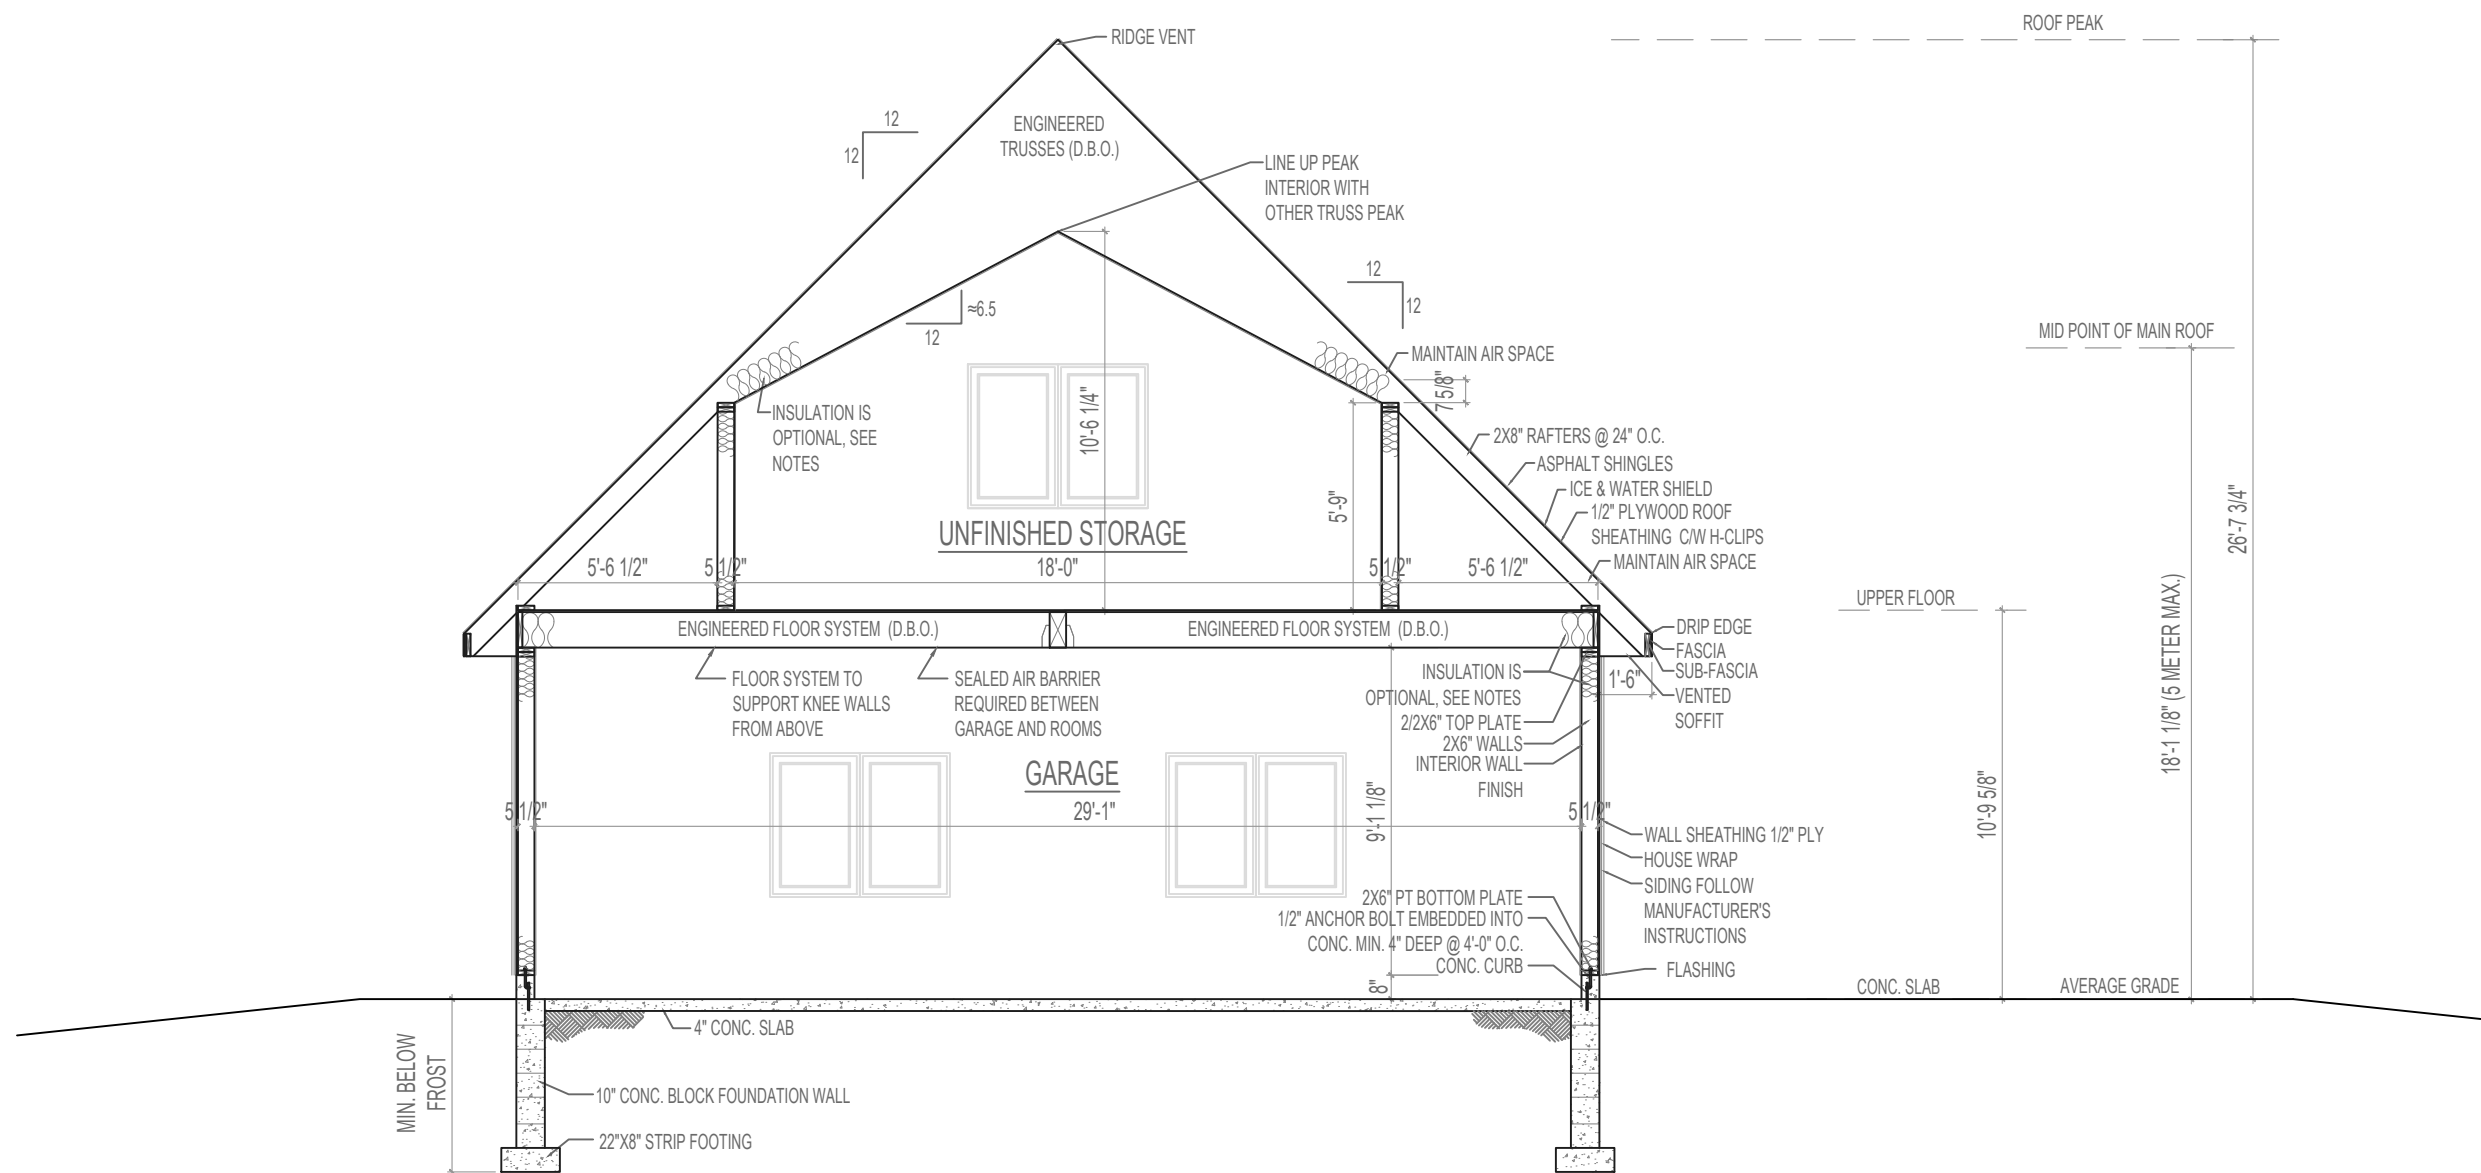 ROOF PEAK
RIDGE VENT
12
12
ENGINEERED
TRUSSES (D.B.O.)
LINE UP PEAK
INTERIOR WITH
OTHER TRUSS PEAK
12
12
≈6.5
12
MID POINT OF MAIN ROOF
MAINTAIN AIR SPACE
7 5/8"
INSULATION IS
OPTIONAL, SEE
NOTES
10'-6 1/4"
5'-9"
2X8" RAFTERS @ 24" O.C.
ASPHALT SHINGLES
ICE & WATER SHIELD
1/2" PLYWOOD ROOF
SHEATHING C/W H-CLIPS
MAINTAIN AIR SPACE
26'-7 3/4"
UNFINISHED STORAGE
5'-6 1/2"
5 1/2"
18'-0"
5 1/2"
5'-6 1/2"
UPPER FLOOR
ENGINEERED FLOOR SYSTEM (D.B.O.)
ENGINEERED FLOOR SYSTEM (D.B.O.)
DRIP EDGE
FASCIA
SUB-FASCIA
VENTED
SOFFIT
1'-6"
FLOOR SYSTEM TO
SUPPORT KNEE WALLS
FROM ABOVE
SEALED AIR BARRIER
REQUIRED BETWEEN
GARAGE AND ROOMS
INSULATION IS
OPTIONAL, SEE NOTES
2/2X6" TOP PLATE
2X6" WALLS
INTERIOR WALL
FINISH
18'-1 1/8" (5 METER MAX.)
GARAGE
5 1/2"
29'-1"
9'-1 1/8"
5 1/2"
10'-9 5/8"
WALL SHEATHING 1/2" PLY
HOUSE WRAP
SIDING FOLLOW
MANUFACTURER'S
INSTRUCTIONS
2X6" PT BOTTOM PLATE
1/2" ANCHOR BOLT EMBEDDED INTO
CONC. MIN. 4" DEEP @ 4'-0" O.C.
CONC. CURB
FLASHING
8"
CONC. SLAB
AVERAGE GRADE
4" CONC. SLAB
MIN. BELOW
FROST
10" CONC. BLOCK FOUNDATION WALL
22"X8" STRIP FOOTING